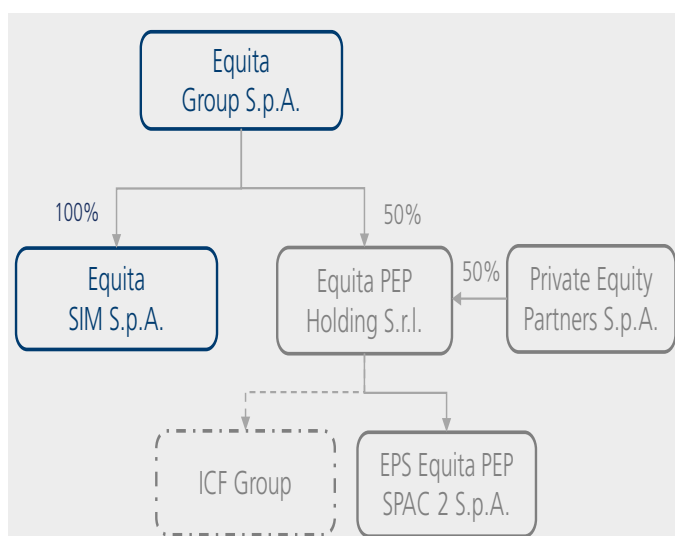 Equita
Group S.p.A.
100%
50%
Equita
SIM S.p.A.
Equita PEP
Holding S.r.l.
50%
Private Equity
Partners S.p.A.
ICF Group
EPS Equita PEP
SPAC 2 S.p.A.